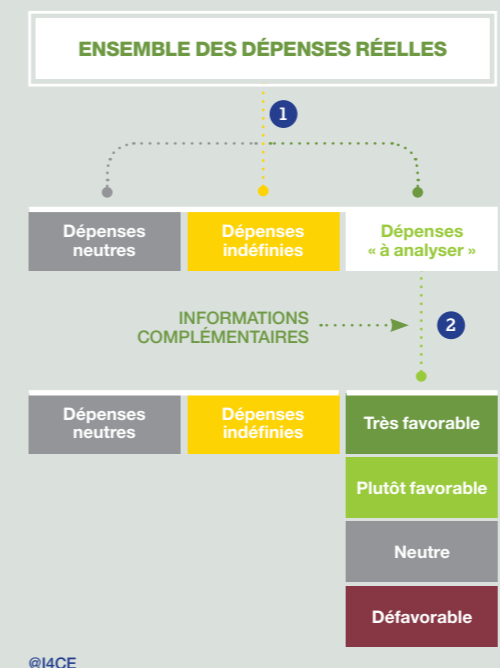 ENSEMBLE DES DÉPENSES RÉELLES
1
Dépenses
neutres
Dépenses
indéfinies
Dépenses
« à analyser »
INFORMATIONS
COMPLÉMENTAIRES
2
Dépenses
neutres
Dépenses
indéfinies
Très favorable
Plutôt favorable
Neutre
Défavorable
@I4CE